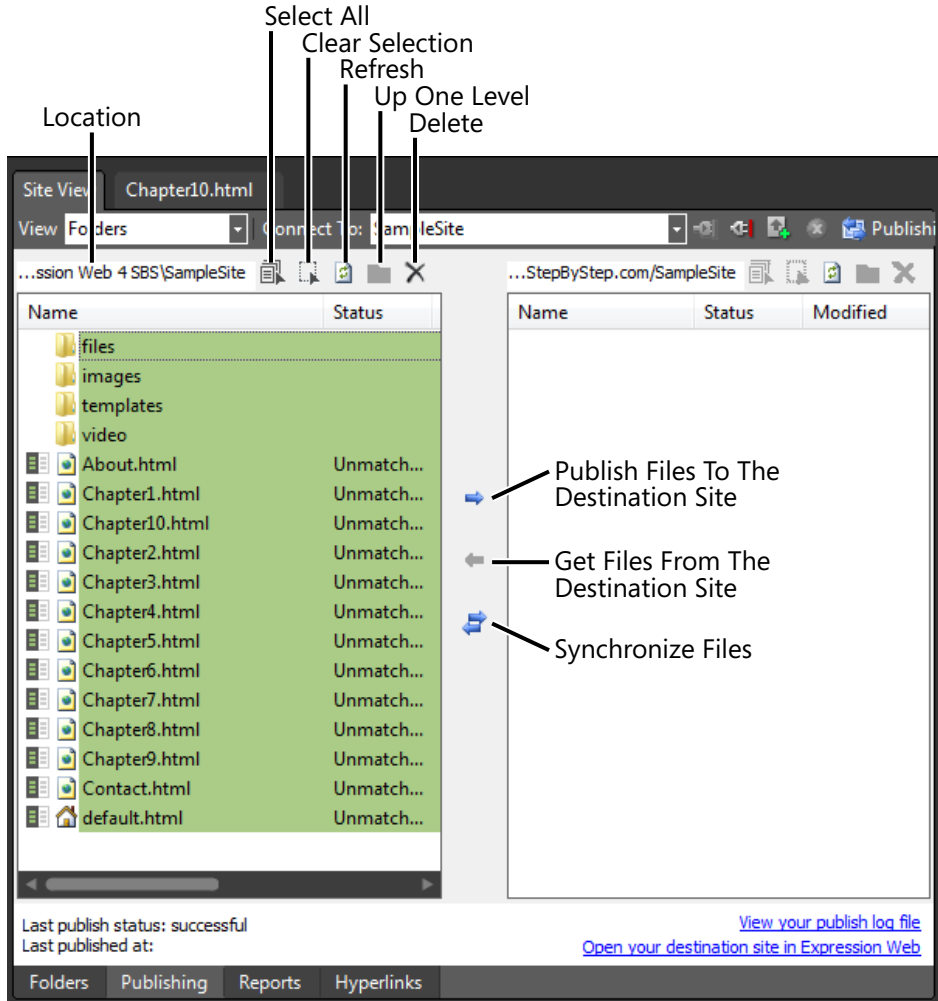 Select All
Clear Selection
Refresh
Up One Level
Delete
Location
Site View Chapter10.html
View Folders Connect To: SampleSite Publishi
...ssion Web 4 SBS\SampleSite ...StepByStep.com/SampleSite
Name Status Name Status Modified
files
images
templates
video
About.html Unmatch...
Chapter1.html Unmatch...
Chapter10.html Unmatch...
Chapter2.html Unmatch...
Chapter3.html Unmatch...
Chapter4.html Unmatch...
Chapter5.html Unmatch...
Chapter6.html Unmatch...
Chapter7.html Unmatch...
Chapter8.html Unmatch...
Chapter9.html Unmatch...
Contact.html Unmatch...
default.html Unmatch...
Publish Files To The
Destination Site
Get Files From The
Destination Site
Synchronize Files
Last publish status: successful View your publish log file
Last published at: Open your destination site in Expression Web
Folders Publishing Reports Hyperlinks